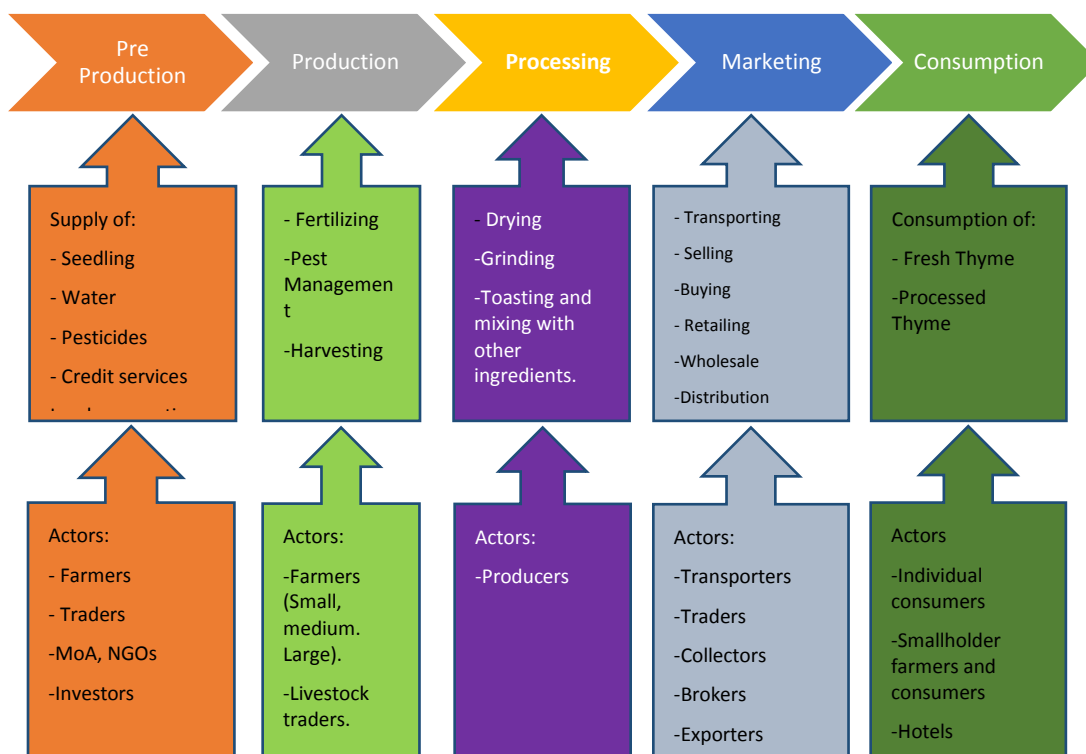 Pre
Production
Production
Processing
Marketing
Consumption
Supply of:
- Seedling
- Water
- Pesticides
- Credit services
- Fertilizing
-Pest
Managemen
t
-Harvesting
- Drying
-Grinding
-Toasting and
mixing with
other
ingredients.
- Transporting
- Selling
-Buying
- Retailing
-Wholesale
-Distribution
Consumption of:
- Fresh Thyme
-Processed
Thyme
Actors:
- Farmers
- Traders
-MoA, NGOs
-Investors
Actors:
-Farmers
(Small,
medium.
Large).
-Livestock
traders.
Actors:
-Producers
Actors:
-Transporters
-Traders
-Collectors
-Brokers
-Exporters
Actors
-Individual
consumers
-Smallholder
farmers and
consumers
-Hotels